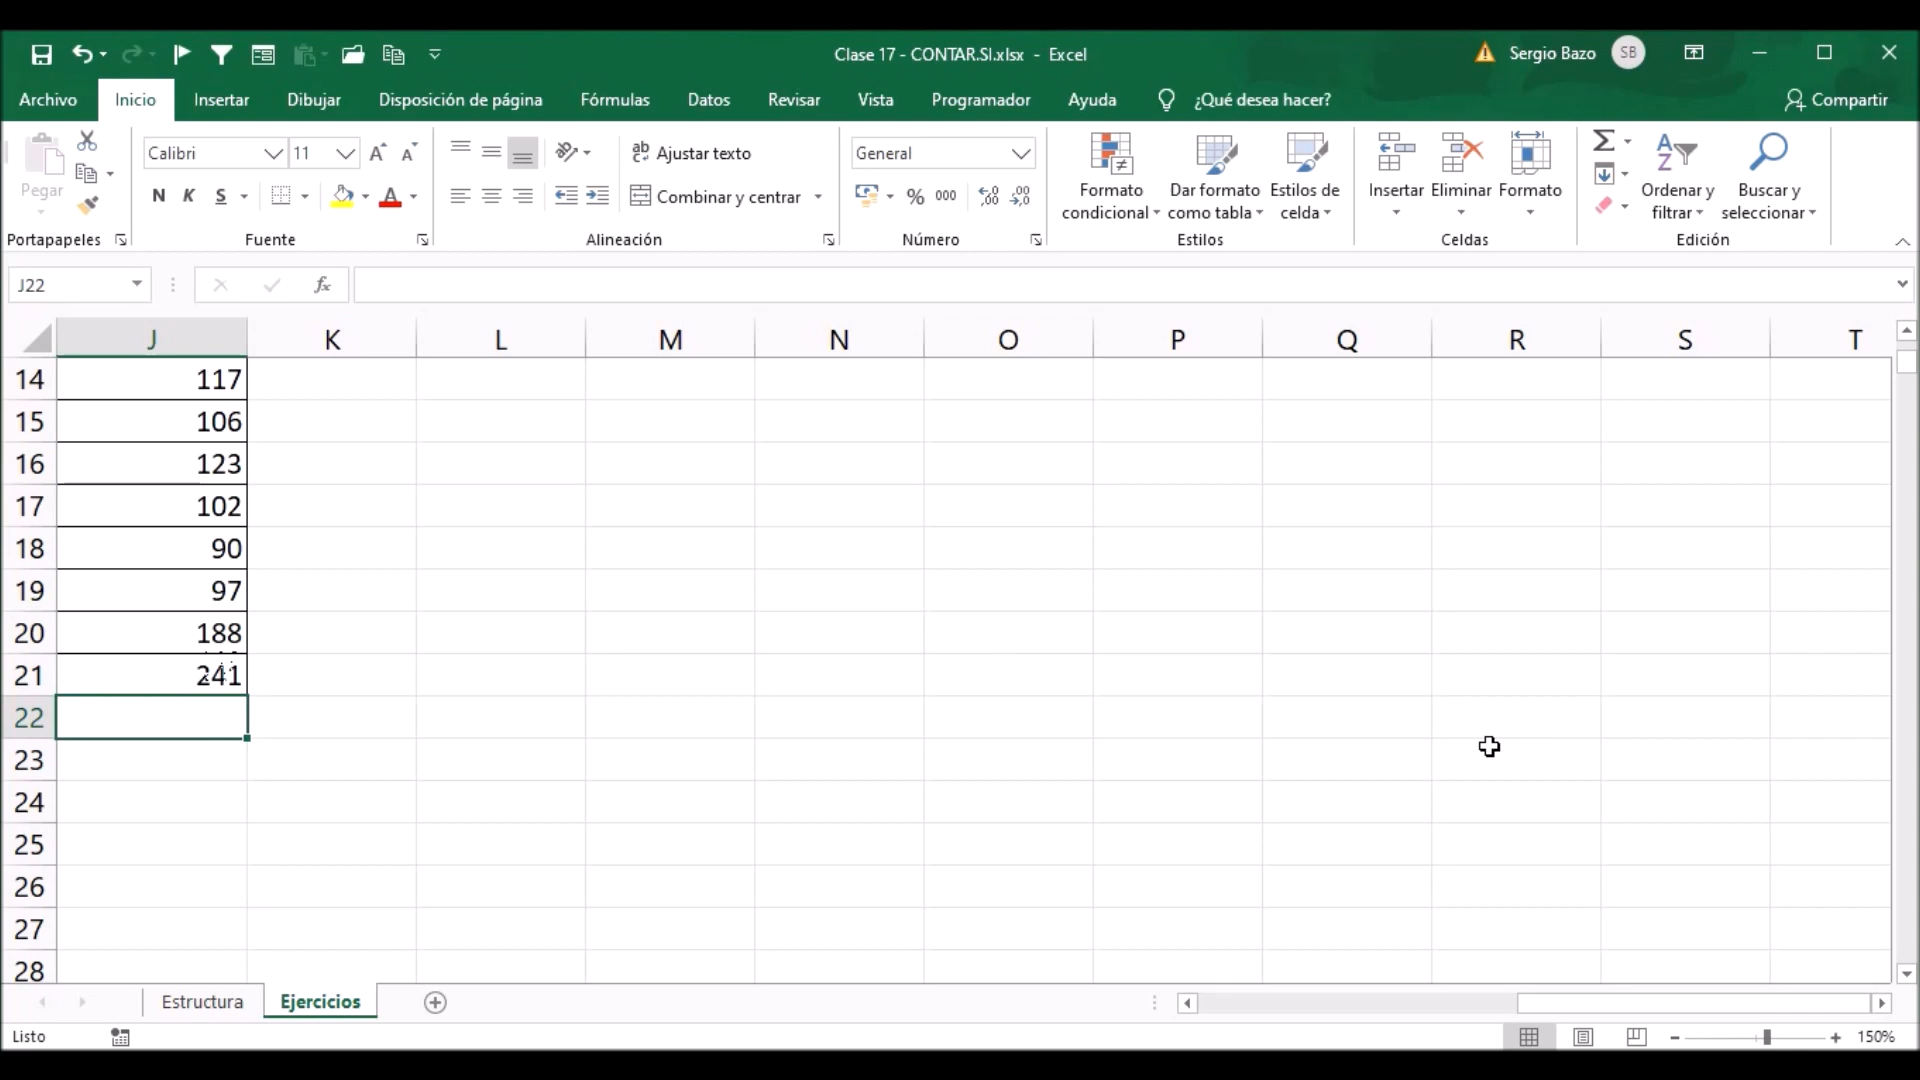 Clase 17 - CONTAR.SI.xlsx - Excel
Sergio Bazo
SB
Archivo
Inicio
Insertar
Dibujar
Disposición de página
Fórmulas
Datos
Revisar
Vista
Programador
Ayuda
¿Qué desea hacer?
Compartir
Pegar
Portapapeles
Calibri
11
N K S
Fuente
Ajustar texto
Combinar y centrar
Alineación
General
% 000
Número
Formato condicional
Dar formato como tabla
Estilos de celda
Estilos
Insertar
Eliminar
Formato
Celdas
Ordenar y filtrar
Buscar y seleccionar
Edición
J22
fx
J K L M N O P Q R S T
14 117
15 106
16 123
17 102
18 90
19 97
20 188
21 241
22
23
24
25
26
27
28
Estructura
Ejercicios
Listo
150%